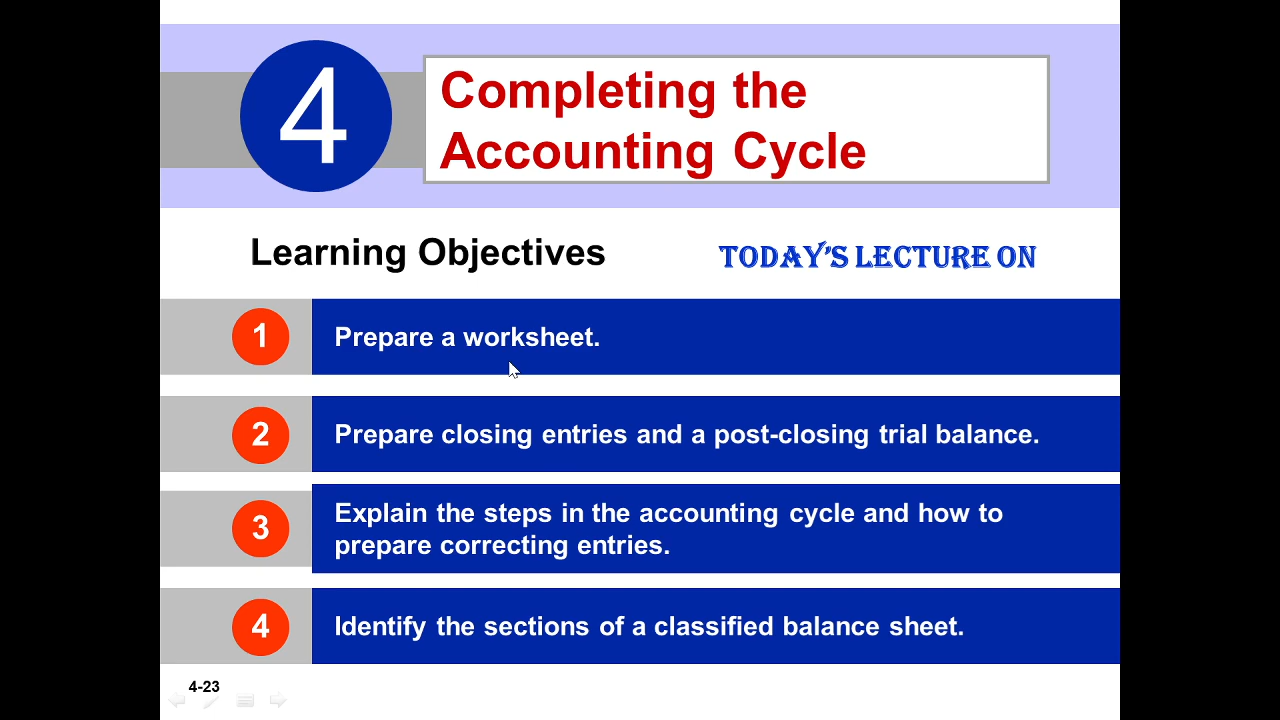 4
Completing the
Accounting Cycle
Learning Objectives
TODAY'S LECTURE ON
1
Prepare a worksheet.
2
Prepare closing entries and a post-closing trial balance.
3
Explain the steps in the accounting cycle and how to
prepare correcting entries.
4
Identify the sections of a classified balance sheet.
4-23